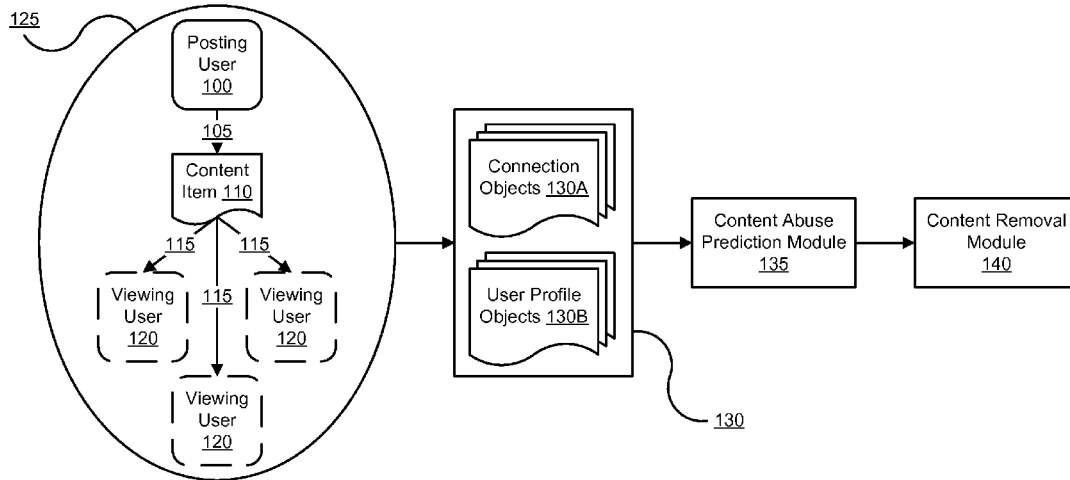 125
Posting
User
100
105
Content
Item 110
115
115
115
Viewing
User
120
Viewing
User
120
Viewing
User
120
Connection
Objects 130A
User Profile
Objects 130B
130
Content Abuse
Prediction Module
135
Content Removal
Module
140